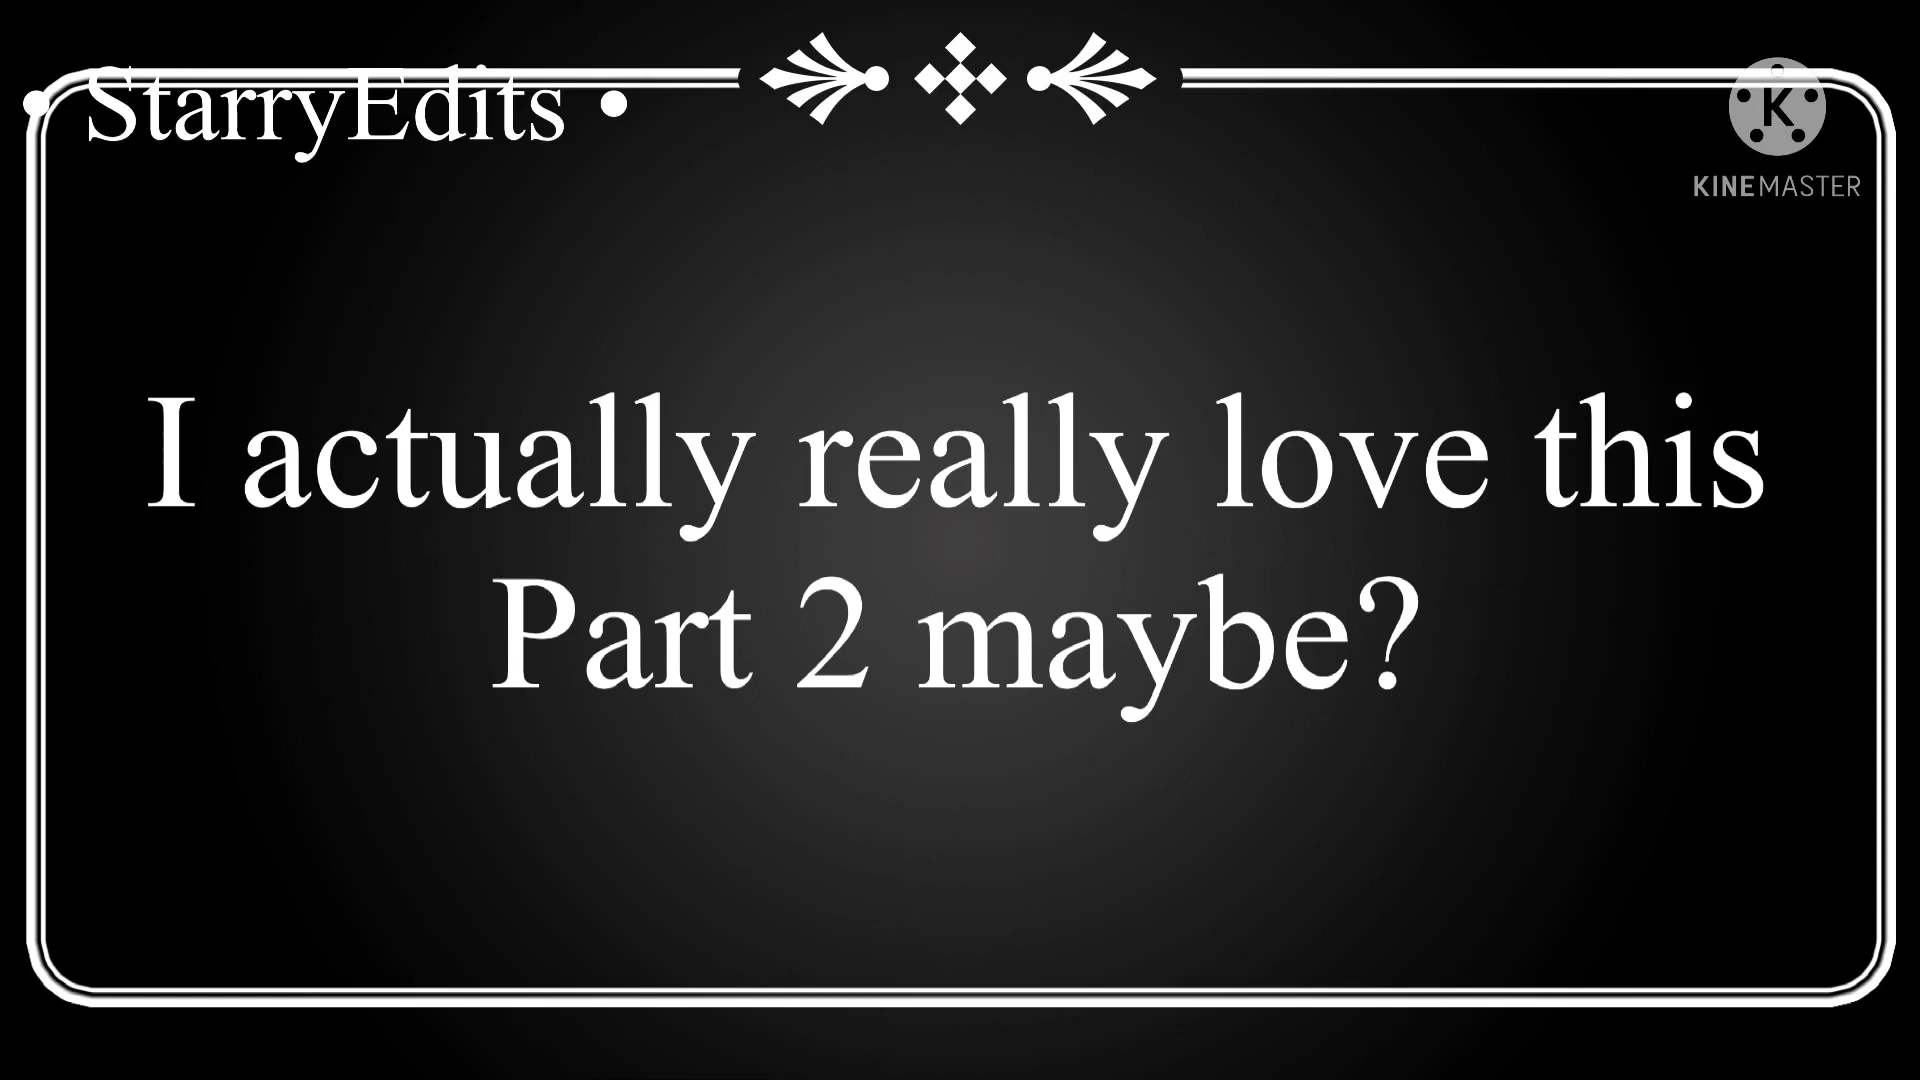 • StarryEdits •
K
KINEMASTER
I actually really love this
Part 2 maybe?